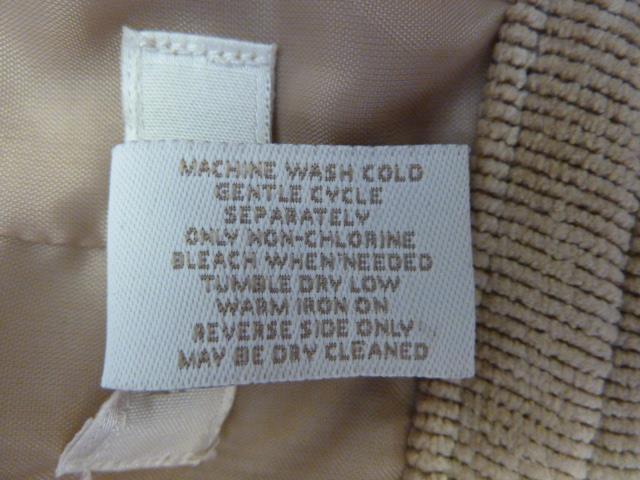 MACHINE WASH COLD
GENTLE CYCLE
SEPARATELY
ONLY NON-CHLORINE
BLEACH WHEN NEEDED
TUMBLE DRY LOW
WARM IRON ON
REVERSE SIDE ONLY
MAY BE DRY CLEANED